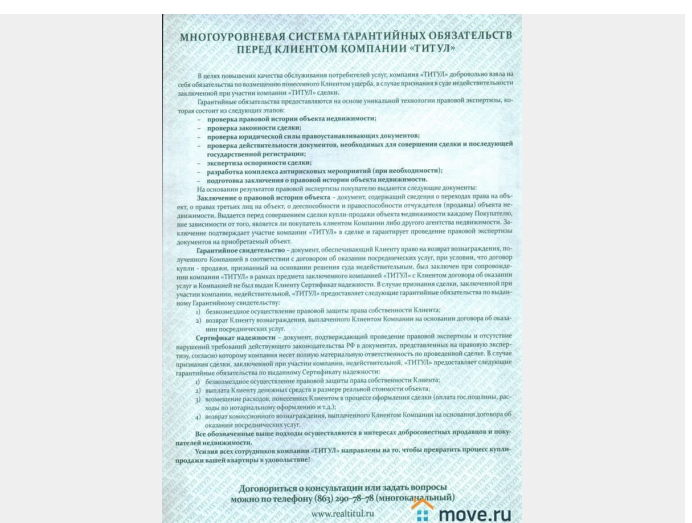 МНОГОУРОВНЕВАЯ СИСТЕМА ГАРАНТИЙНЫХ ОБЯЗАТЕЛЬСТВ
ПЕРЕД КЛИЕНТОМ КОМПАНИИ «ТИТУЛ»
В целях повышения качества обслуживания потребителей услуг, компания «ТИТУЛ» добровольно взяла на
себя обязательства по возмещению понесенного Клиентом ущерба, в случае признания в суде недействительности
заключенной при участии компании «ТИТУЛ» сделки.
Гарантийные обязательства предоставляются на основе уникальной технологии правовой экспертизы, ко-
торая состоит из следующих этапов:
- проверка правовой истории объекта недвижимости;
- проверка законности сделки;
- проверка юридической силы правоустанавливающих документов;
- проверка действительности документов, необходимых для совершения сделки и последующей
государственной регистрации;
- экспертиза оспоримости сделки;
- разработка комплекса антирисковых мероприятий (при необходимости);
- подготовка заключения о правовой истории объекта недвижимости.
На основании результатов правовой экспертизы покупателю выдаются следующие документы:
Заключение о правовой истории объекта - документ, содержащий сведения о переходах права на объ-
ект, о правах третьих лиц на объект, о дееспособности и правоспособности отчуждателя (продавца) объекта не-
движимости. Выдается перед совершением сделки купли-продажи объекта недвижимости каждому Покупателю,
вне зависимости от того, является ли покупатель клиентом Компании либо другого агентства недвижимости. За-
ключение подтверждает участие компании «ТИТУЛ» в сделке и гарантирует проведение правовой экспертизы
документов на приобретаемый объект.
Гарантийное свидетельство - документ, обеспечивающий Клиенту право на возврат вознаграждения, по-
лученного Компанией в соответствии с договором об оказании посреднических услуг, при условии, что договор
купли - продажи, признанный на основании решения суда недействительным, был заключен при сопровожде-
нии компании «ТИТУЛ» в рамках предмета заключенного компанией «ТИТУЛ» с Клиентом договора об оказании
услуг и Компанией не был выдан Клиенту Сертификат надежности. В случае признания сделки, заключенной при
участии компании, недействительной, «ТИТУЛ» предоставляет следующие гарантийные обязательства по выдан-
ному Гарантийному свидетельству:
1) безвозмездное осуществление правовой защиты права собственности Клиента;
2) возврат Клиенту вознаграждения, выплаченного Клиентом Компании на основании договора об оказа-
нии посреднических услуг.
Сертификат надежности - документ, подтверждающий проведение правовой экспертизы и отсутствие
нарушений требований действующего законодательства РФ в документах, представленных на правовую экспер-
тизу, согласно которому компания несет полную материальную ответственность по проведенной сделке. В случае
признания сделки, заключенной при участии компании, недействительной, «ТИТУЛ» предоставляет следующие
гарантийные обязательства по выданному Сертификату надежности:
1) безвозмездное осуществление правовой защиты права собственности Клиента;
2) выплата Клиенту денежных средств в размере реальной стоимости объекта;
3) возмещение расходов, понесенных Клиентом в процессе оформления сделки (оплата гос.пошлины, рас-
ходы по нотариальному оформлению и т.д.);
4) возврат комиссионного вознаграждения, выплаченного Клиентом Компании на основании договора об
оказании посреднических услуг.
Все обозначенные выше подходы осуществляются в интересах добросовестных продавцов и поку-
пателей недвижимости.
Усилия всех сотрудников компании «ТИТУЛ» направлены на то, чтобы превратить процесс купли-
продажи вашей квартиры в удовольствие!
Договориться о консультации или задать вопросы
можно по телефону (863) 290-78-78 (многоканальный)
www.realtitul.ru
move.ru